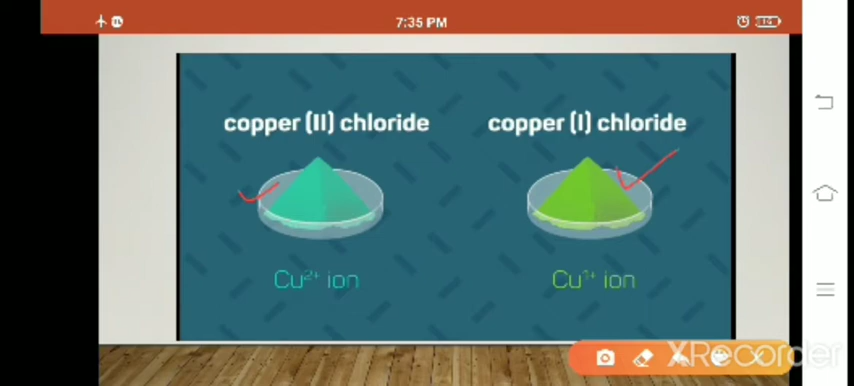 7:35 PM
copper (II) chloride
copper (I) chloride
Cu²⁺ ion
Cu¹⁺ ion
XRecorder